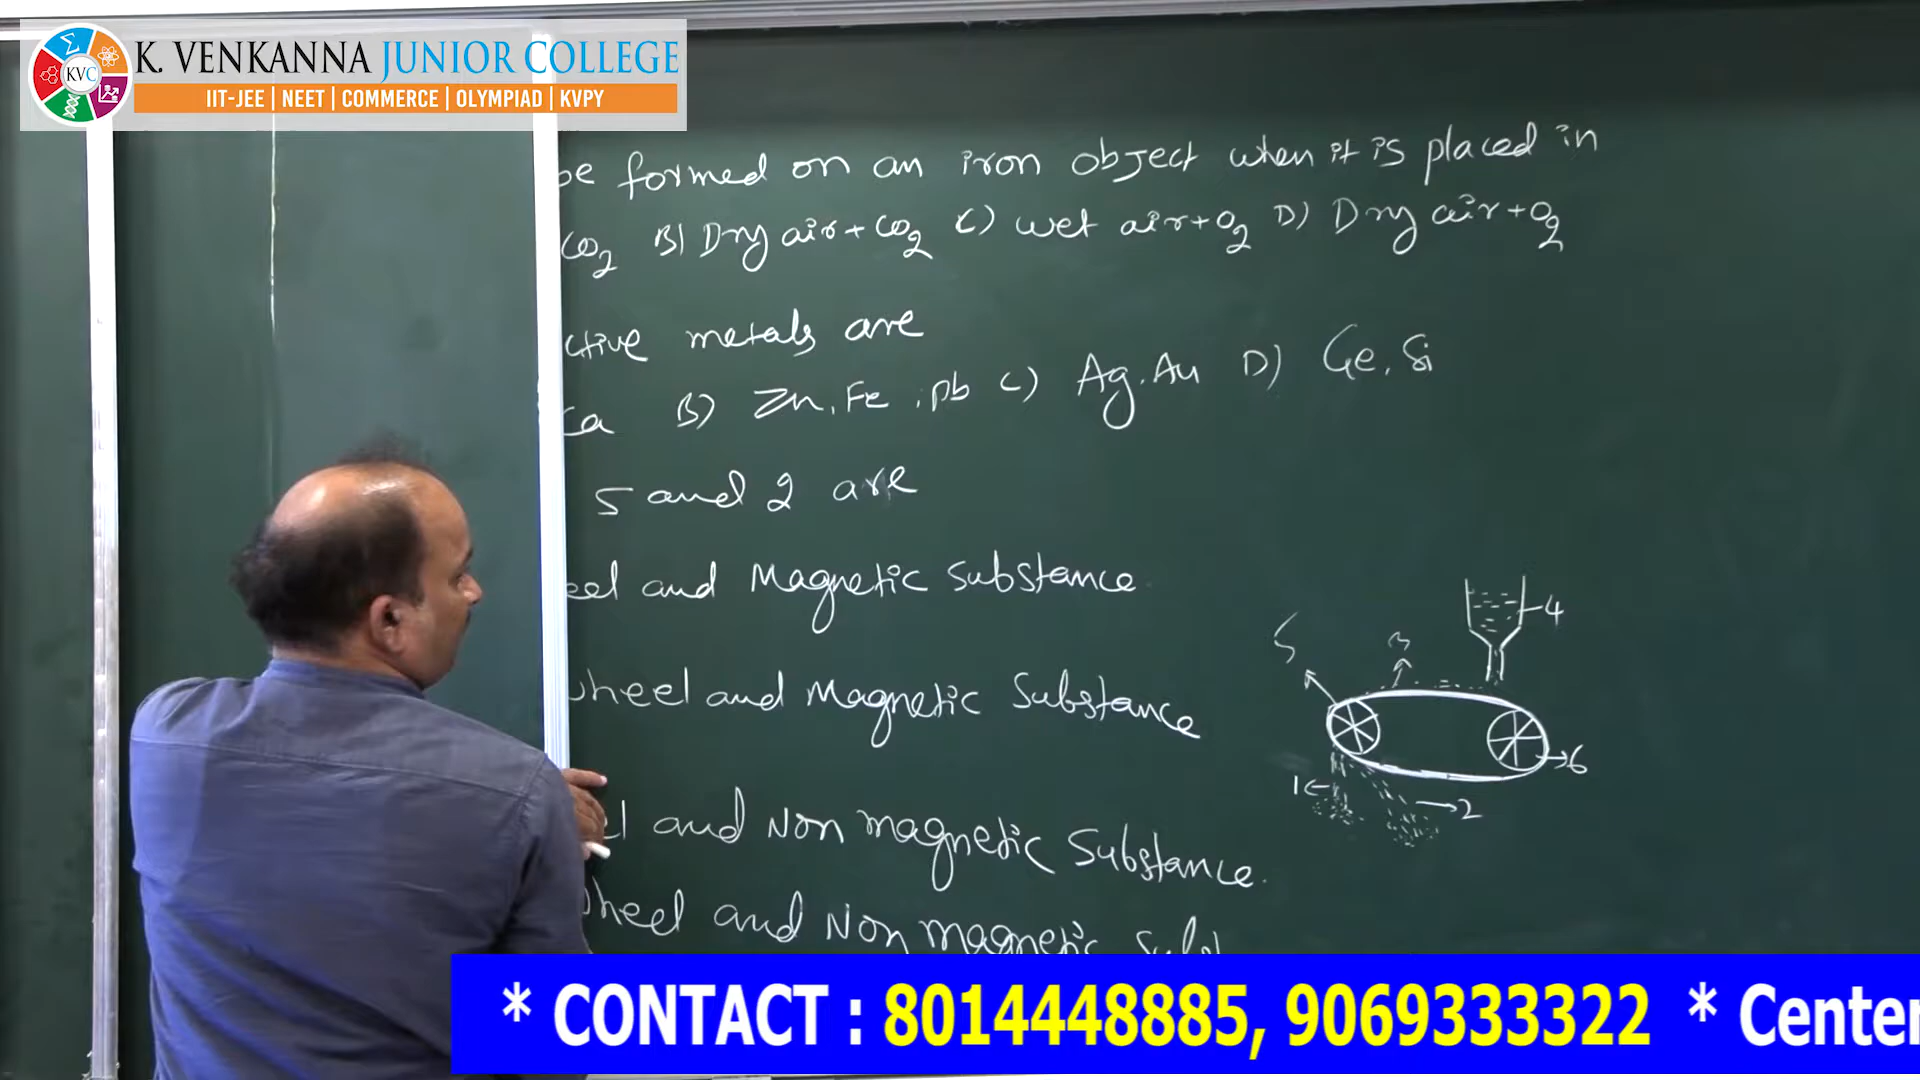 K. VENKANNA JUNIOR COLLEGE
KVC
IIT-JEE | NEET | COMMERCE | OLYMPIAD | KVPY
be formed on an iron object when it is placed in
CO2 B) Dry air + CO2 C) wet air + O2 D) Dry air + O2
ctive metals are
Ca B) Zn, Fe, Pb C) Ag. Au D) Ge, Si
5 and 2 are
eel and Magnetic Substance
wheel and Magnetic Substance
el and Non magnetic Substance.
wheel and Non magnetic
5
3
4
6
1
2
* CONTACT : 8014448885, 9069333322 * Center